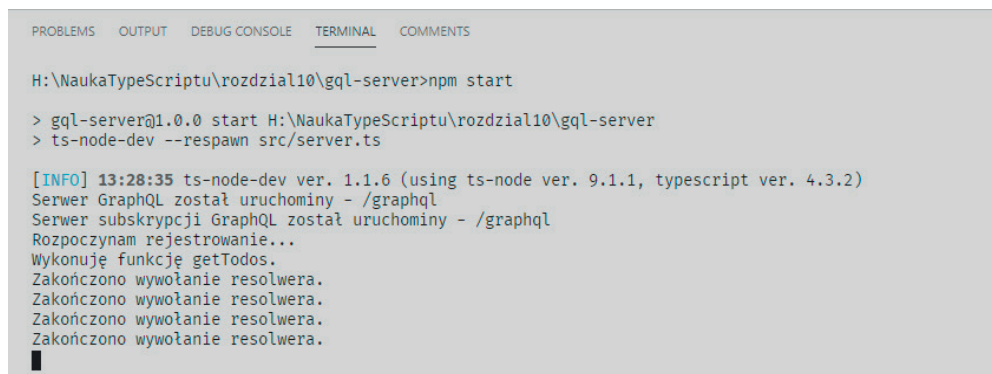 PROBLEMS OUTPUT DEBUG CONSOLE TERMINAL COMMENTS
H:\NaukaTypeScriptu\rozdzial10\gql-server>npm start
> gql-server@1.0.0 start H:\NaukaTypeScriptu\rozdzial10\gql-server
> ts-node-dev --respawn src/server.ts
[INFO] 13:28:35 ts-node-dev ver. 1.1.6 (using ts-node ver. 9.1.1, typescript ver. 4.3.2)
Serwer GraphQL został uruchominy - /graphql
Serwer subskrypcji GraphQL został uruchominy - /graphql
Rozpoczynam rejestrowanie...
Wykonuję funkcję getTodos.
Zakończono wywołanie resolwera.
Zakończono wywołanie resolwera.
Zakończono wywołanie resolwera.
Zakończono wywołanie resolwera.